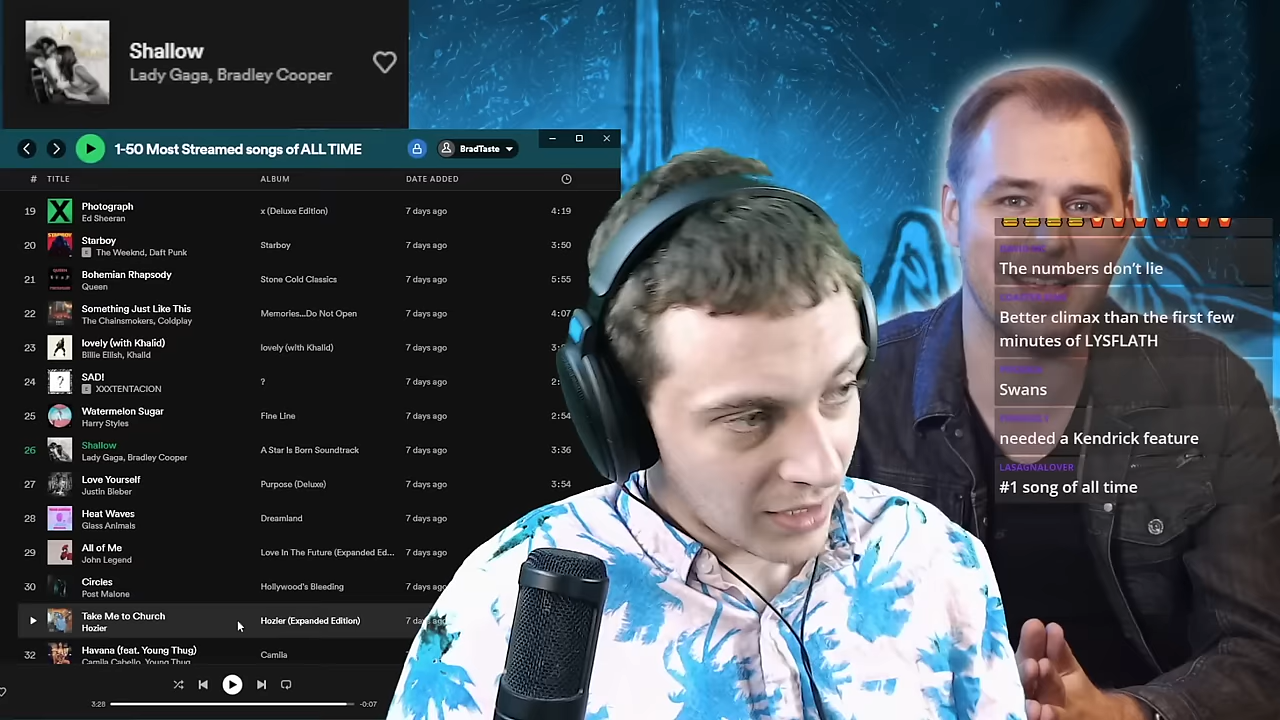 Shallow
Lady Gaga, Bradley Cooper
1-50 Most Streamed songs of ALL TIME
BradTaste
# TITLE ALBUM DATE ADDED
19 Photograph x (Deluxe Edition) 7 days ago 4:19
Ed Sheeran
20 Starboy Starboy 7 days ago 3:50
E The Weeknd, Daft Punk
21 Bohemian Rhapsody Stone Cold Classics 7 days ago 5:55
Queen
22 Something Just Like This Memories...Do Not Open 7 days ago 4:07
The Chainsmokers, Coldplay
23 lovely (with Khalid) lovely (with Khalid) 7 days ago
Billie Eilish, Khalid
24 SAD! ? 7 days ago
E XXXTENTACION
25 Watermelon Sugar Fine Line 7 days ago 2:54
Harry Styles
26 Shallow A Star Is Born Soundtrack 7 days ago 3:36
Lady Gaga, Bradley Cooper
27 Love Yourself Purpose (Deluxe) 7 days ago 3:54
Justin Bieber
28 Heat Waves Dreamland 7 days ago
Glass Animals
29 All of Me Love In The Future (Expanded Ed... 7 days ago
John Legend
30 Circles Hollywood's Bleeding 7 days ago
Post Malone
Take Me to Church Hozier (Expanded Edition) 7 days ago
Hozier
32 Havana (feat. Young Thug) Camila
Camila Cabello, Young Thug
3:28 -0:07
The numbers don't lie
Better climax than the first few
minutes of LYSFLATH
Swans
needed a Kendrick feature
LASAGNALOVER
#1 song of all time